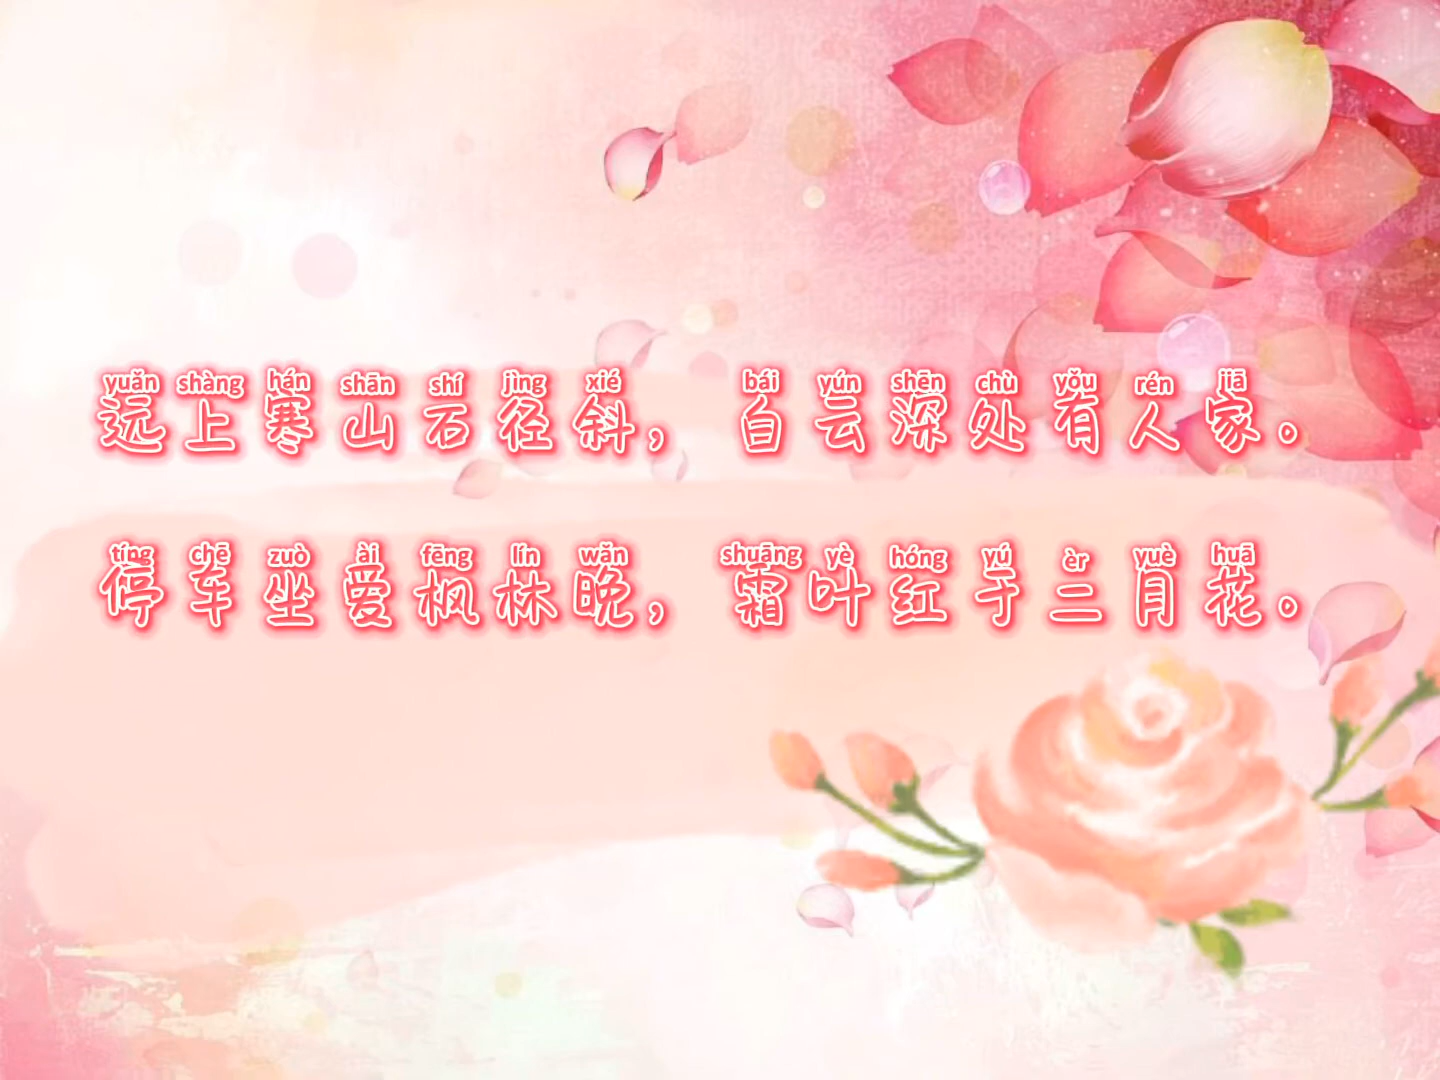 yuǎn shàng hán shān shí jìng xié bái yún shēn chù yǒu rén jiā
远上寒山石径斜，白云深处有人家。
tíng chē zuò ài fēng lín wǎn shuāng yè hóng yú èr yuè huā
停车坐爱枫林晚，霜叶红于二月花。